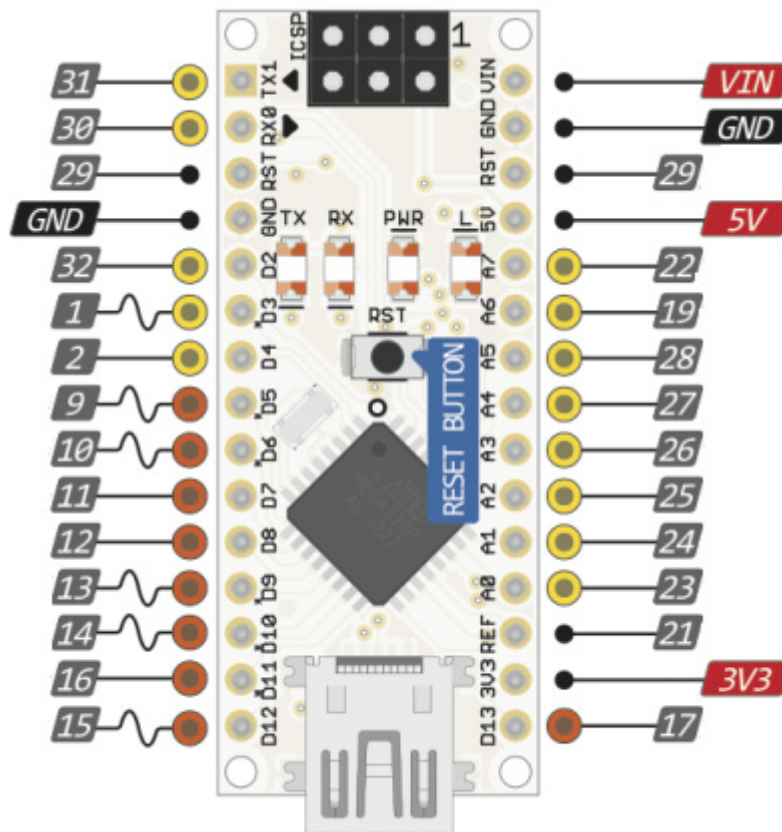 ICSP 1
31 TX1 VIN VIN
30 RX0 GND GND
29 RST RST 29
GND GND TX RX PWR L 5V 5V
32 D2 A7 22
1 D3 A6 19
RST
2 D4 A5 28
9 D5 A4 27
RESET BUTTON
10 D6 A3 26
11 D7 A2 25
12 D8 A1 24
13 D9 A0 23
14 D10 REF 21
16 D11 3V3 3V3
15 D12 D13 17